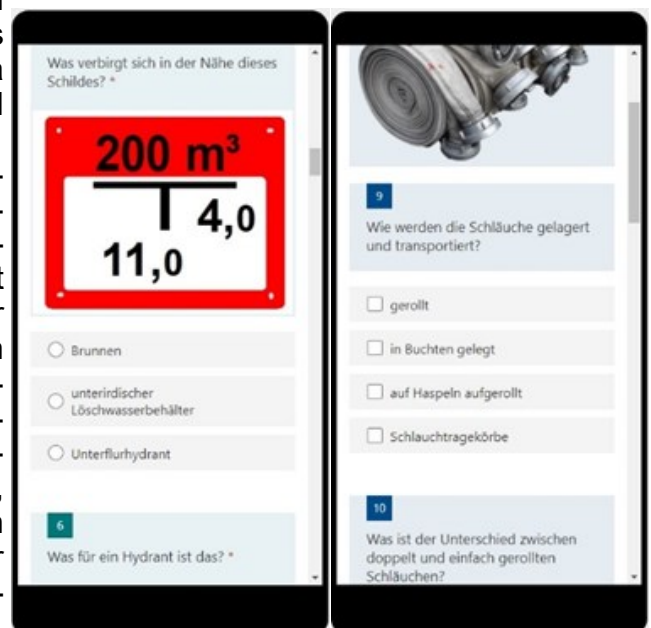 Was verbirgt sich in der Nähe dieses
Schildes? *
200 m³
4,0
11,0
Brunnen
unterirdischer
Löschwasserbehälter
Unterflurhydrant
6
Was für ein Hydrant ist das? *
9
Wie werden die Schläuche gelagert
und transportiert?
gerollt
in Buchten gelegt
auf Haspeln aufgerollt
Schlauchtragekörbe
10
Was ist der Unterschied zwischen
doppelt und einfach gerollten
Schläuchen?